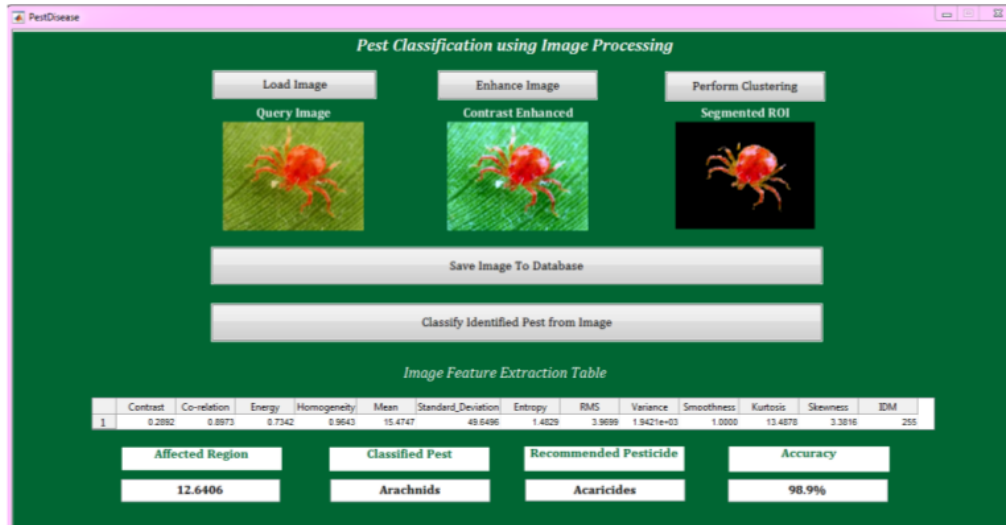 PestDisease
Pest Classification using Image Processing
Load Image Enhance Image Perform Clustering
Query Image Contrast Enhanced Segmented ROI
Save Image To Database
Classify Identified Pest from Image
Image Feature Extraction Table
Contrast Co-relation Energy Homogeneity Mean Standard_Deviation Entropy RMS Variance Smoothness Kurtosis Skewness IDM
1 0.2892 0.8973 0.7342 0.9643 15.4747 49.6496 1.4829 3.9699 1.9421e+03 1.0000 13.4878 3.3816 255
Affected Region Classified Pest Recommended Pesticide Accuracy
12.6406 Arachnids Acaricides 98.9%